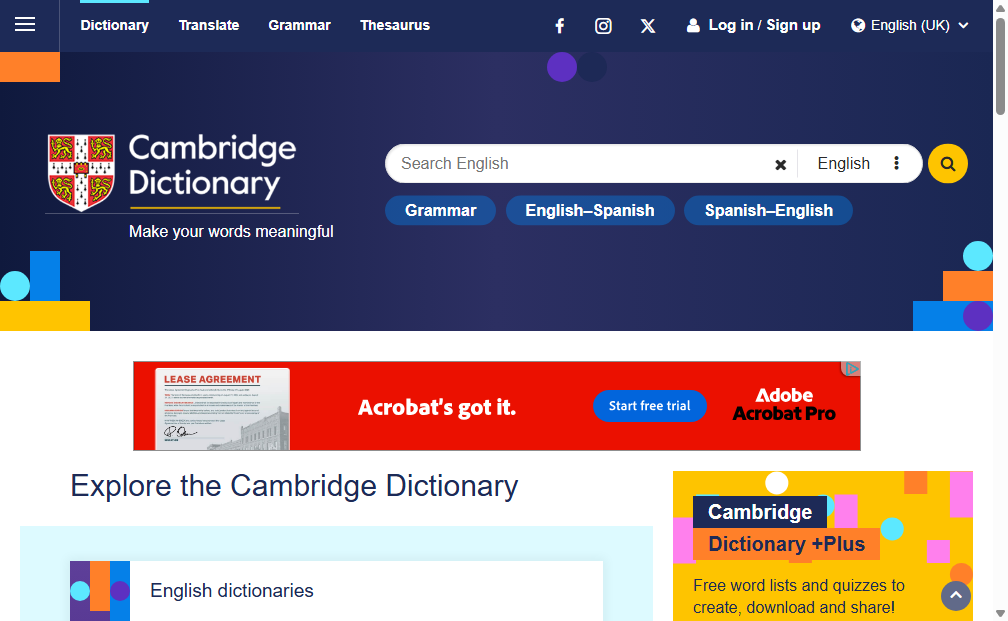 Dictionary Translate Grammar Thesaurus Log in / Sign up English (UK)
Cambridge
Dictionary
Make your words meaningful
Search English English
Grammar English–Spanish Spanish–English
LEASE AGREEMENT
Acrobat's got it.
Start free trial
Adobe
Acrobat Pro
Explore the Cambridge Dictionary
English dictionaries
Cambridge
Dictionary +Plus
Free word lists and quizzes to
create, download and share!